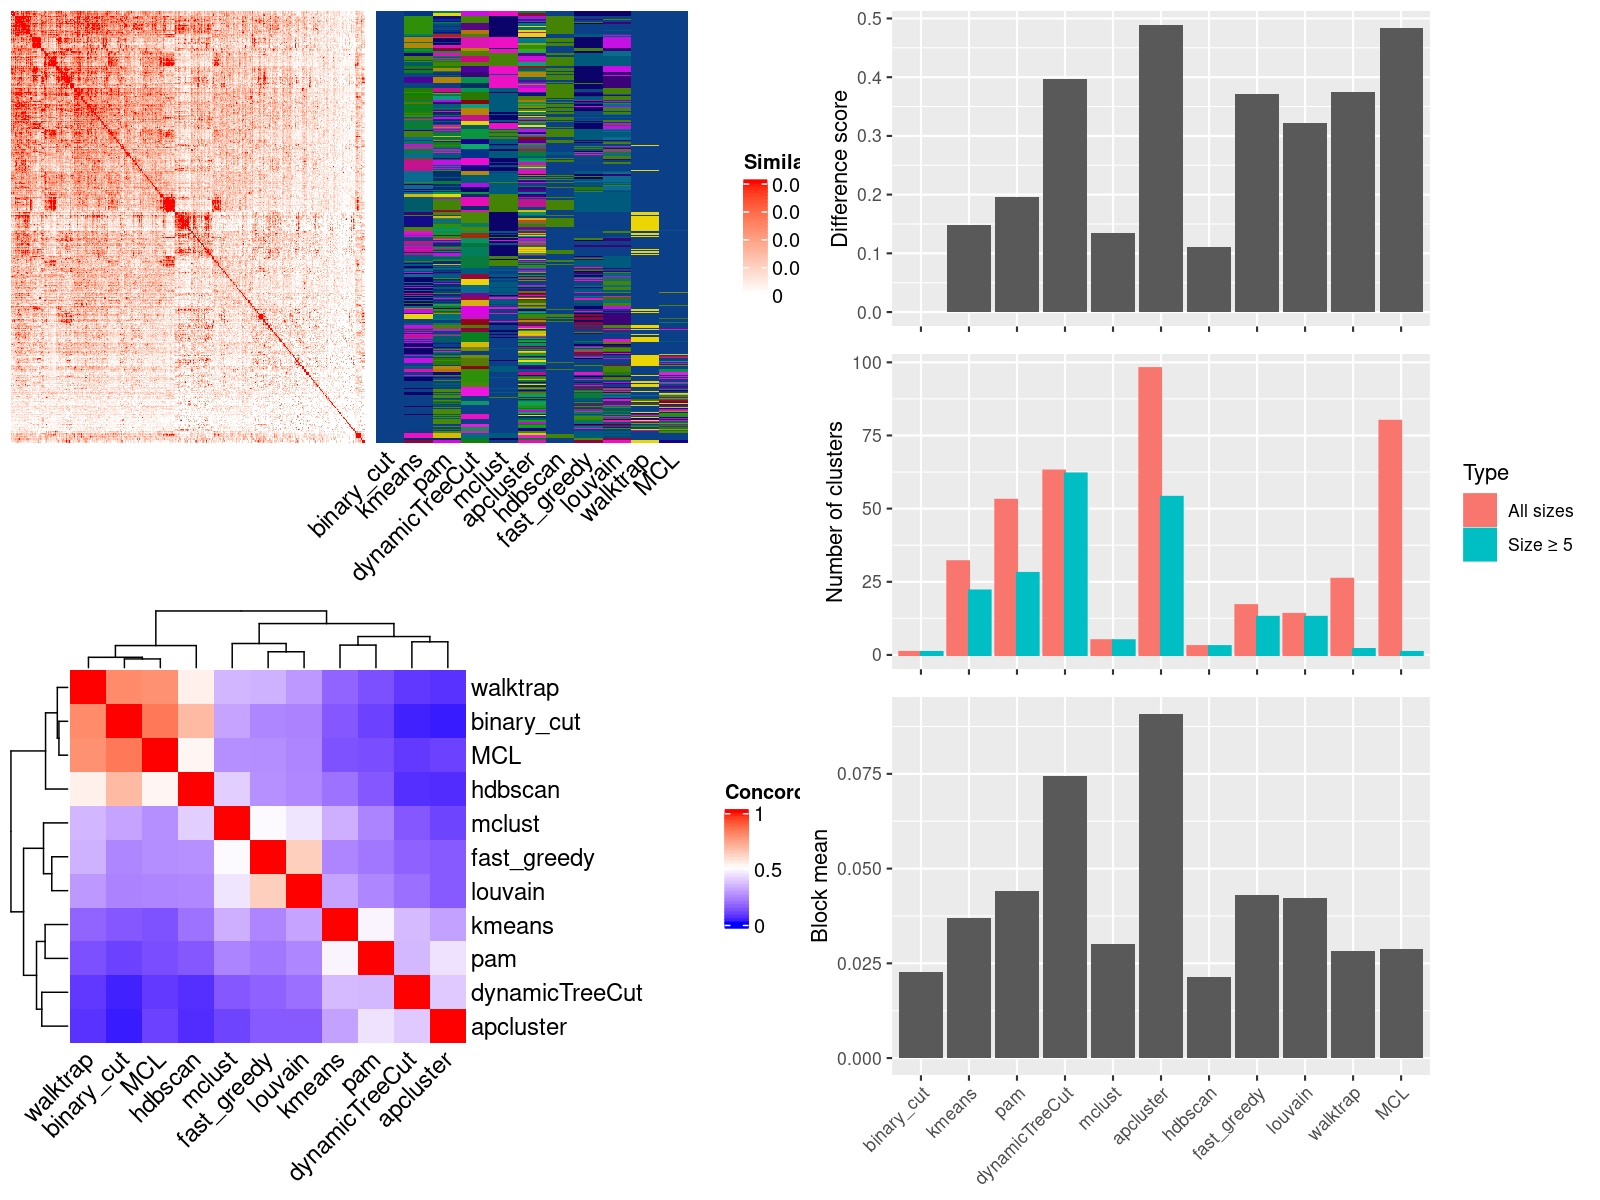 Simila
0.0
0.0
0.0
0.0
0
binary_cut
kmeans
pam
dynamicTreeCut
mclust
apcluster
hdbscan
fast_greedy
louvain
walktrap
MCL
walktrap
binary_cut
MCL
hdbscan
mclust
fast_greedy
louvain
kmeans
pam
dynamicTreeCut
apcluster
walktrap
binary_cut
MCL
hdbscan
mclust
fast_greedy
louvain
kmeans
pam
dynamicTreeCut
apcluster
Concord
1
0.5
0
Difference score
0.5
0.4
0.3
0.2
0.1
0.0
Number of clusters
100
75
50
25
0
Type
All sizes
Size ≥ 5
Block mean
0.075
0.050
0.025
0.000
binary_cut
kmeans
pam
dynamicTreeCut
mclust
apcluster
hdbscan
fast_greedy
louvain
walktrap
MCL